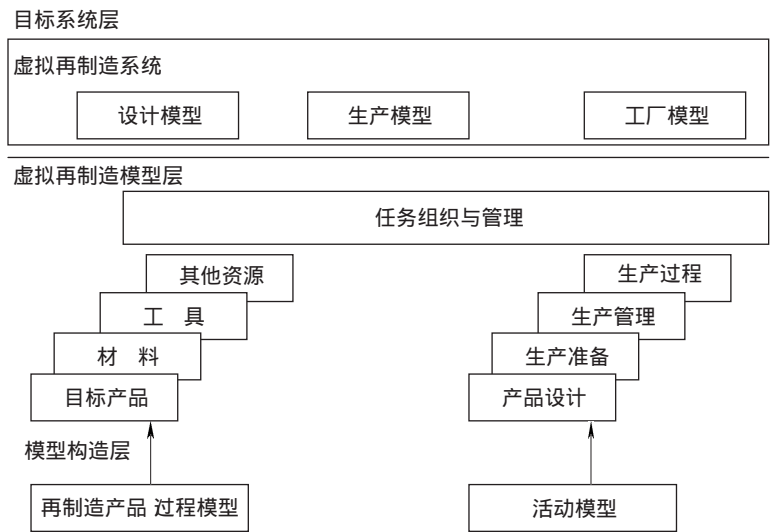 目标系统层
虚拟再制造系统
设计模型 生产模型 工厂模型
虚拟再制造模型层
任务组织与管理
其他资源 生产过程
工 具 生产管理
材 料 生产准备
目标产品 产品设计
模型构造层
再制造产品 过程模型 活动模型